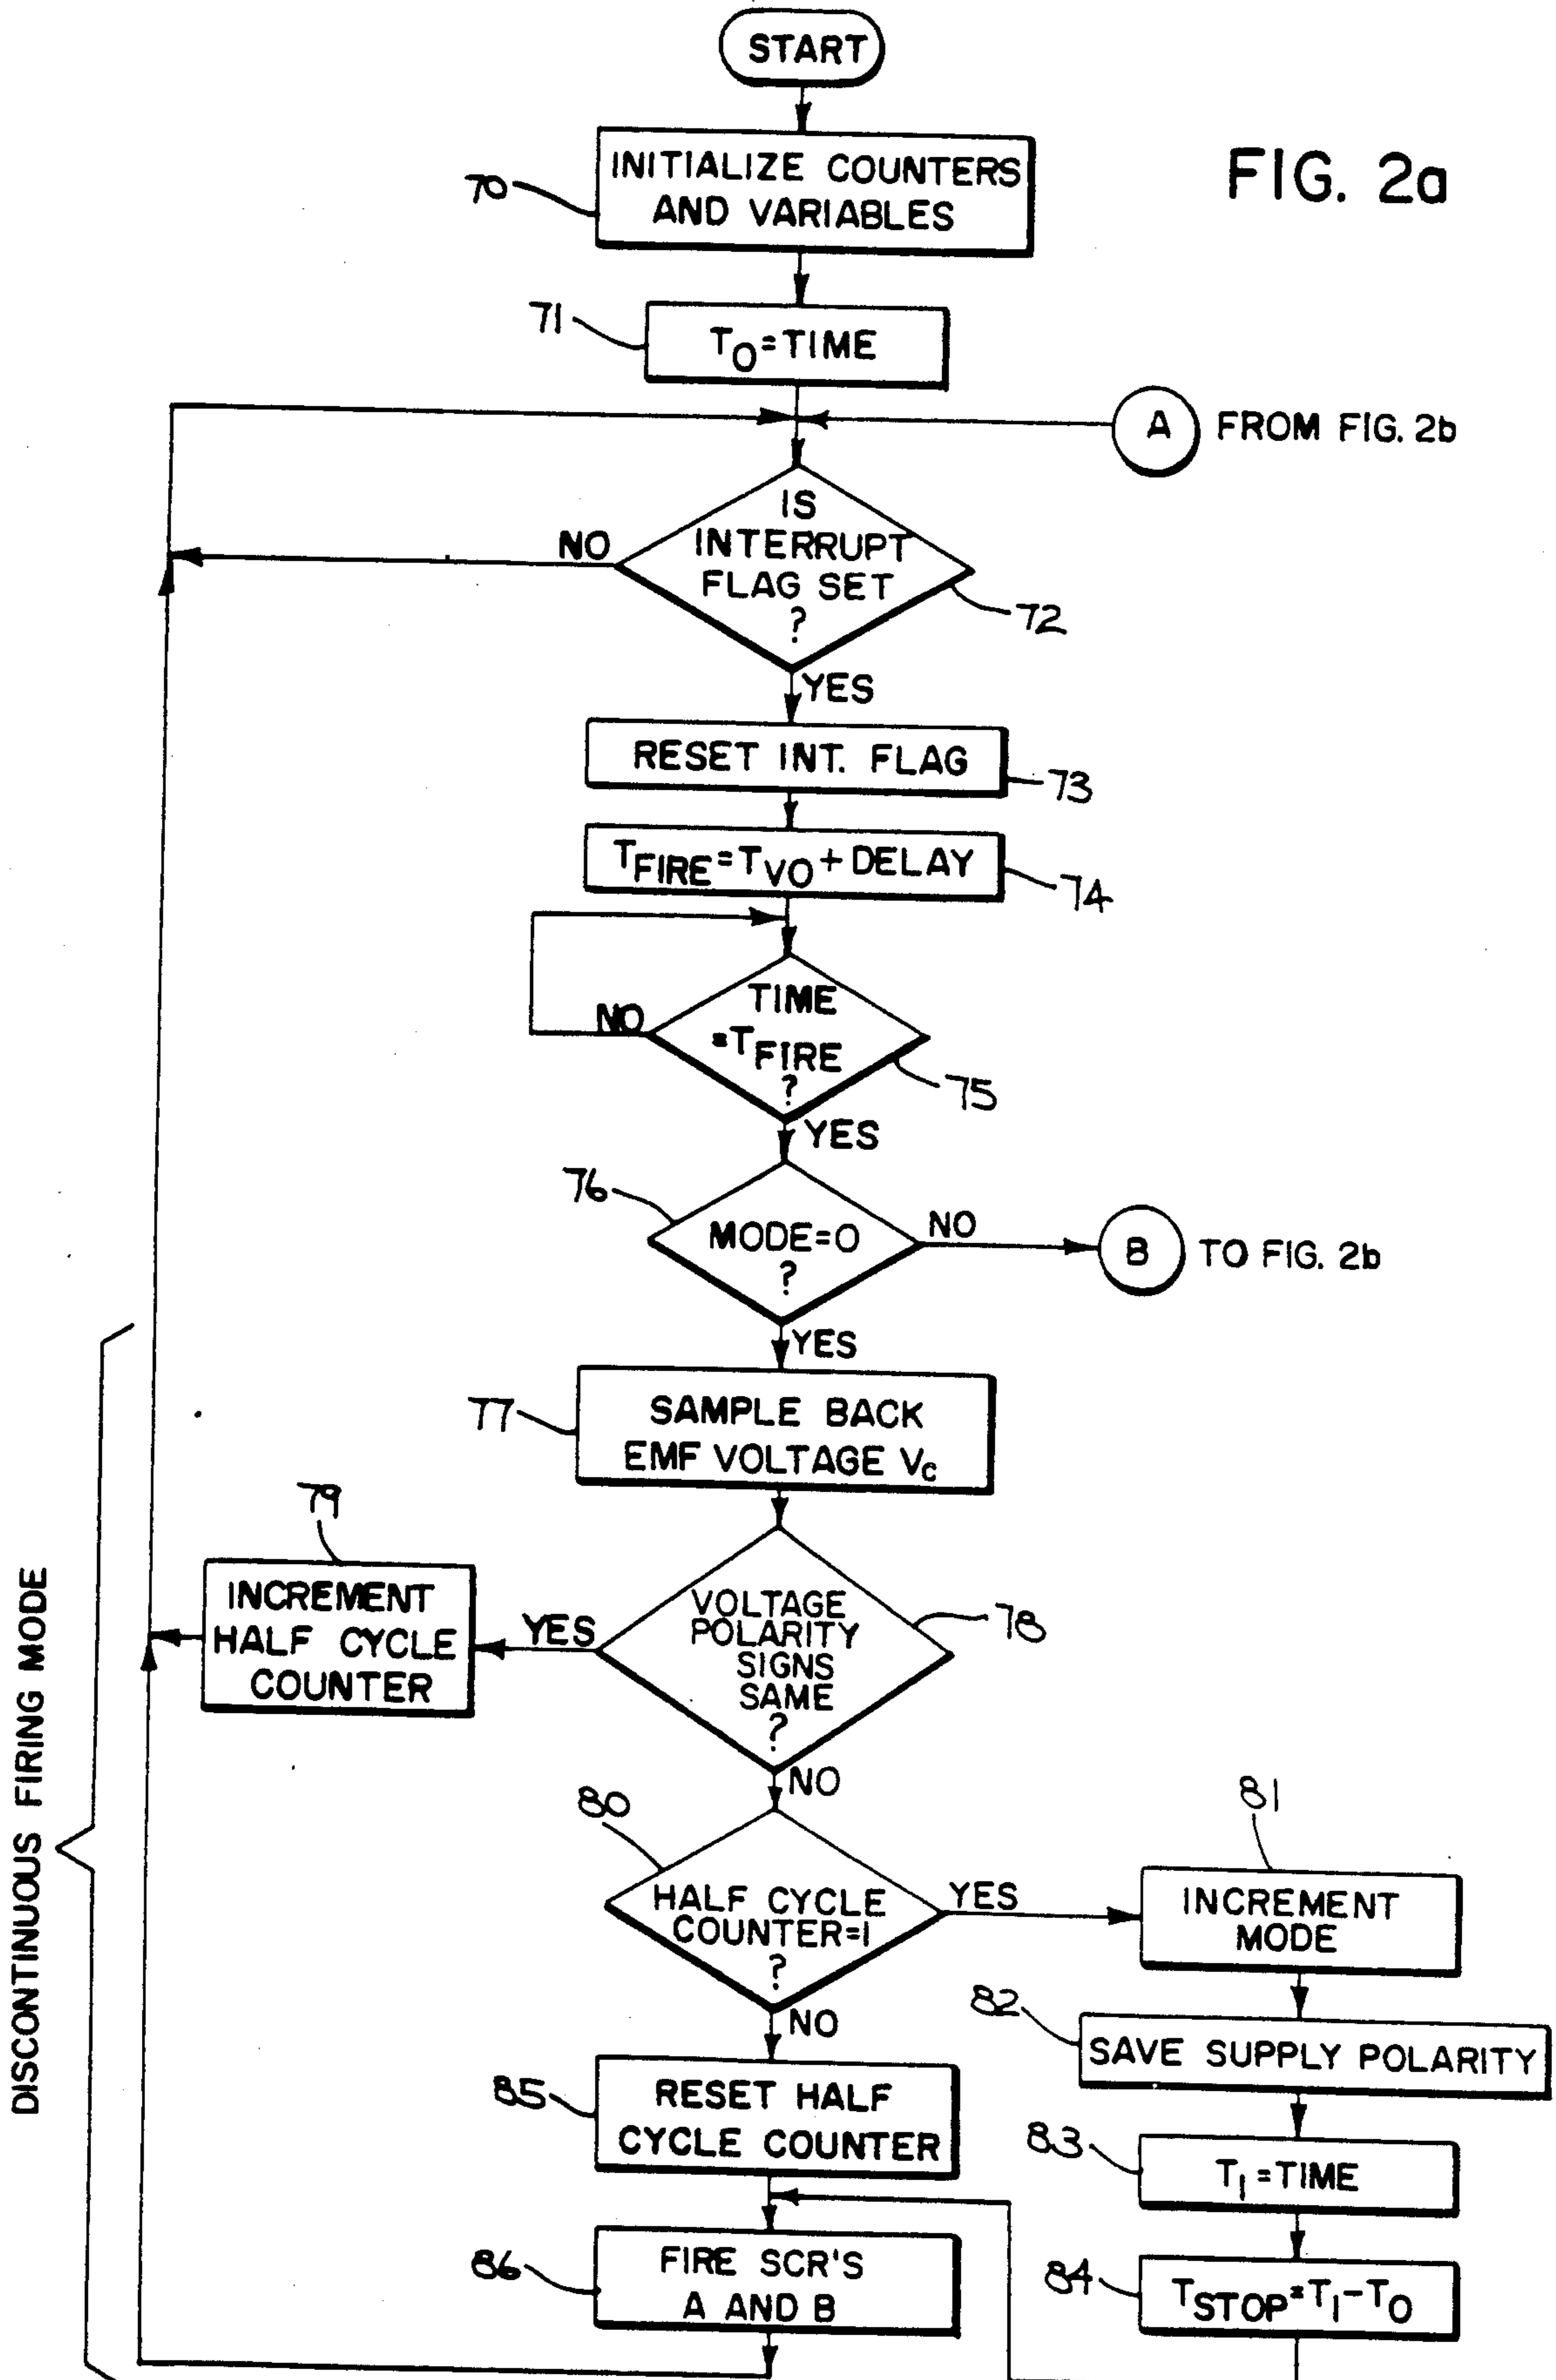 START
FIG. 2a
70
INITIALIZE COUNTERS
AND VARIABLES
71
TO=TIME
A
FROM FIG. 2b
IS
INTERRUPT
FLAG SET
?
NO
72
YES
RESET INT. FLAG
73
TFIRE=TVO+DELAY
74
TIME
=TFIRE
?
NO
75
YES
76
MODE=0
?
NO
B
TO FIG. 2b
YES
77
SAMPLE BACK
EMF VOLTAGE Vc
79
INCREMENT
HALF CYCLE
COUNTER
YES
VOLTAGE
POLARITY
SIGNS
SAME
?
78
NO
DISCONTINUOUS FIRING MODE
80
HALF CYCLE
COUNTER=1
?
YES
81
INCREMENT
MODE
NO
82
SAVE SUPPLY POLARITY
85
RESET HALF
CYCLE COUNTER
83
T1=TIME
86
FIRE SCR'S
A AND B
84
TSTOP=T1-TO